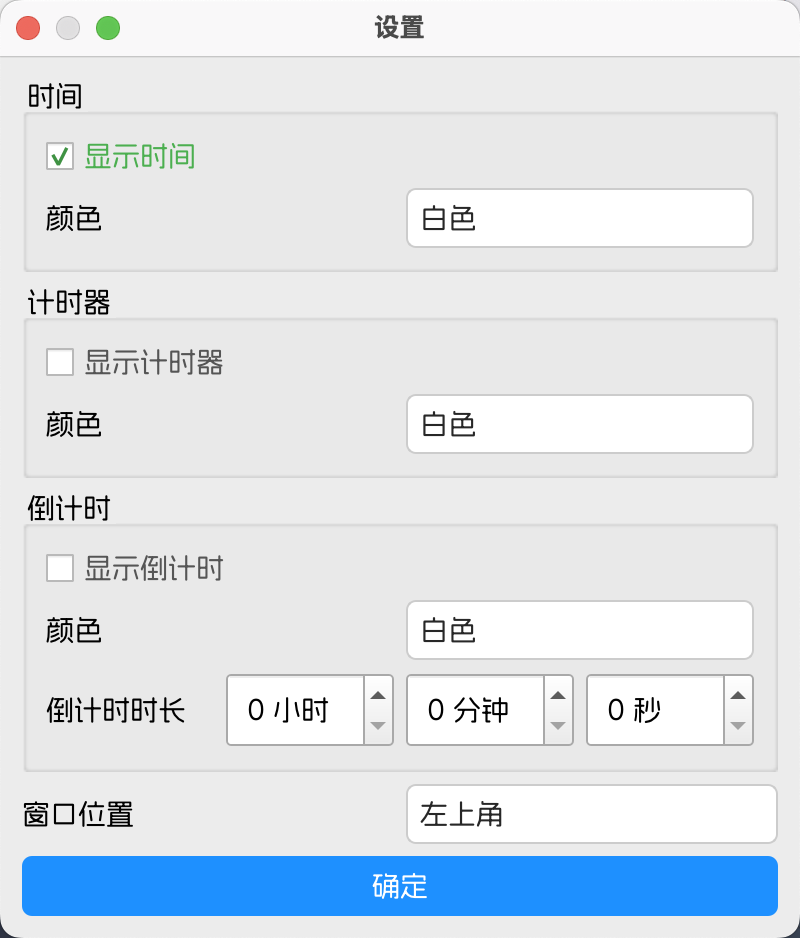 设置
时间
显示时间
颜色 白色
计时器
显示计时器
颜色 白色
倒计时
显示倒计时
颜色 白色
倒计时时长 0 小时 0 分钟 0 秒
窗口位置 左上角
确定